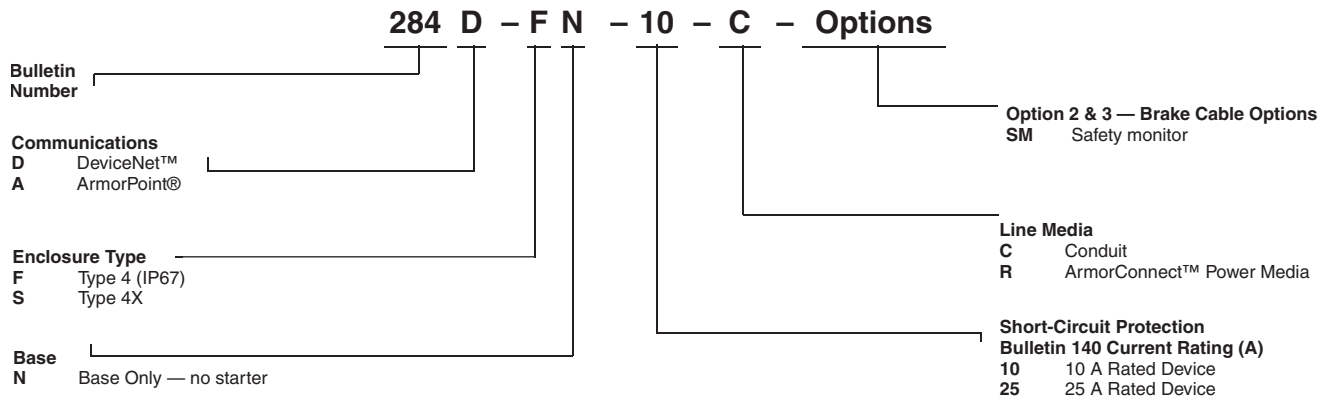 284 D – F N – 10 – C – Options
Bulletin
Number
Communications
D DeviceNet™
A ArmorPoint®
Enclosure Type
F Type 4 (IP67)
S Type 4X
Base
N Base Only — no starter
Option 2 & 3 — Brake Cable Options
SM Safety monitor
Line Media
C Conduit
R ArmorConnect™ Power Media
Short-Circuit Protection
Bulletin 140 Current Rating (A)
10 10 A Rated Device
25 25 A Rated Device